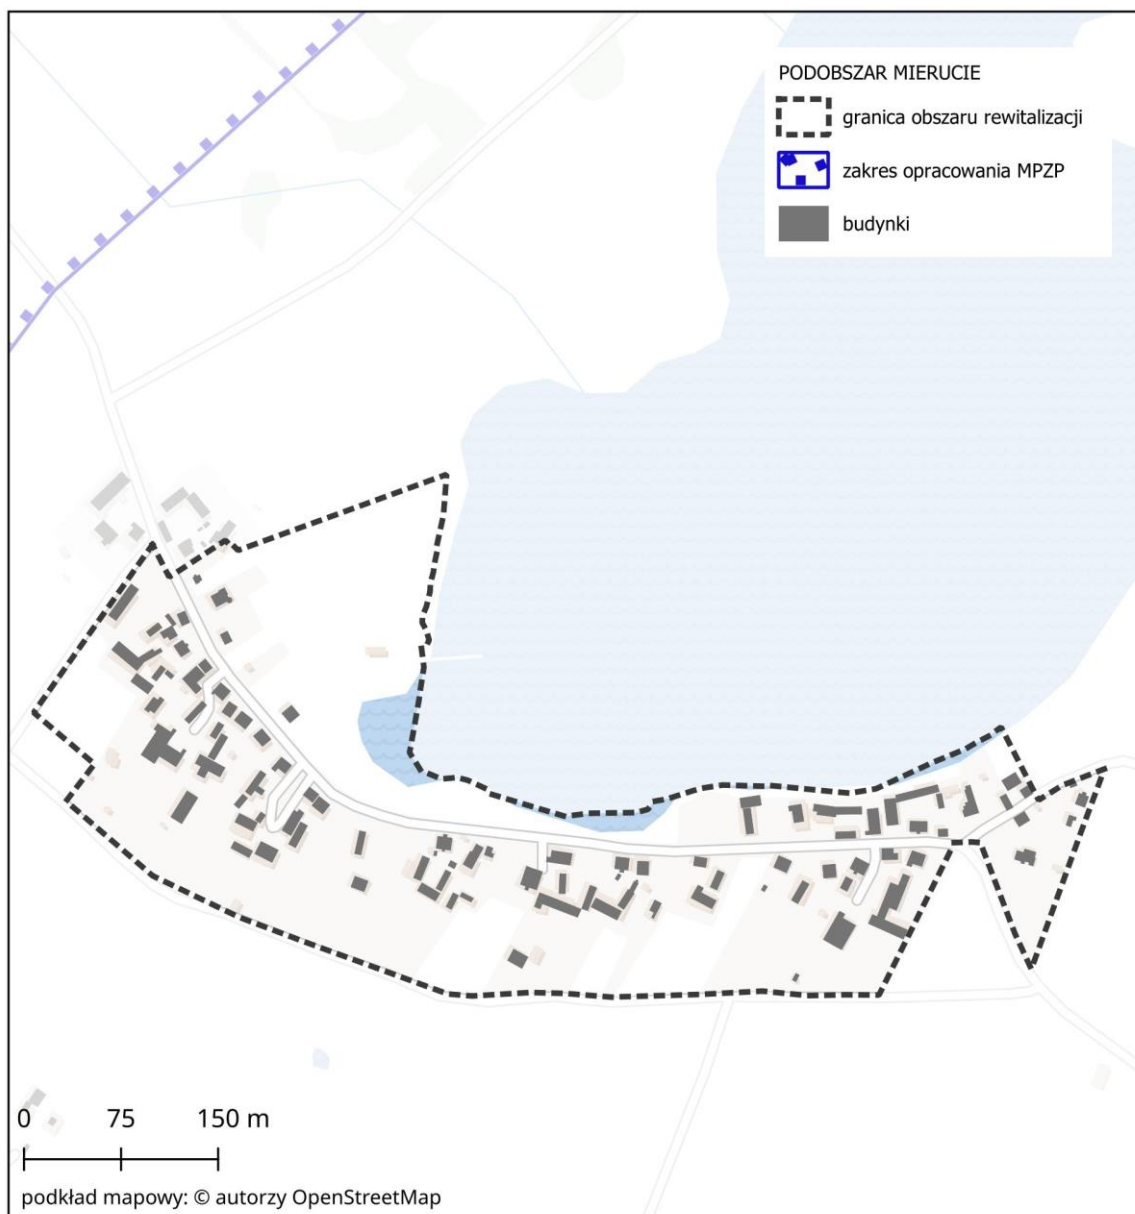 PODOBSZAR MIERUCIE
granica obszaru rewitalizacji
zakres opracowania MPZP
budynki
0 75 150 m
podkład mapowy: © autorzy OpenStreetMap